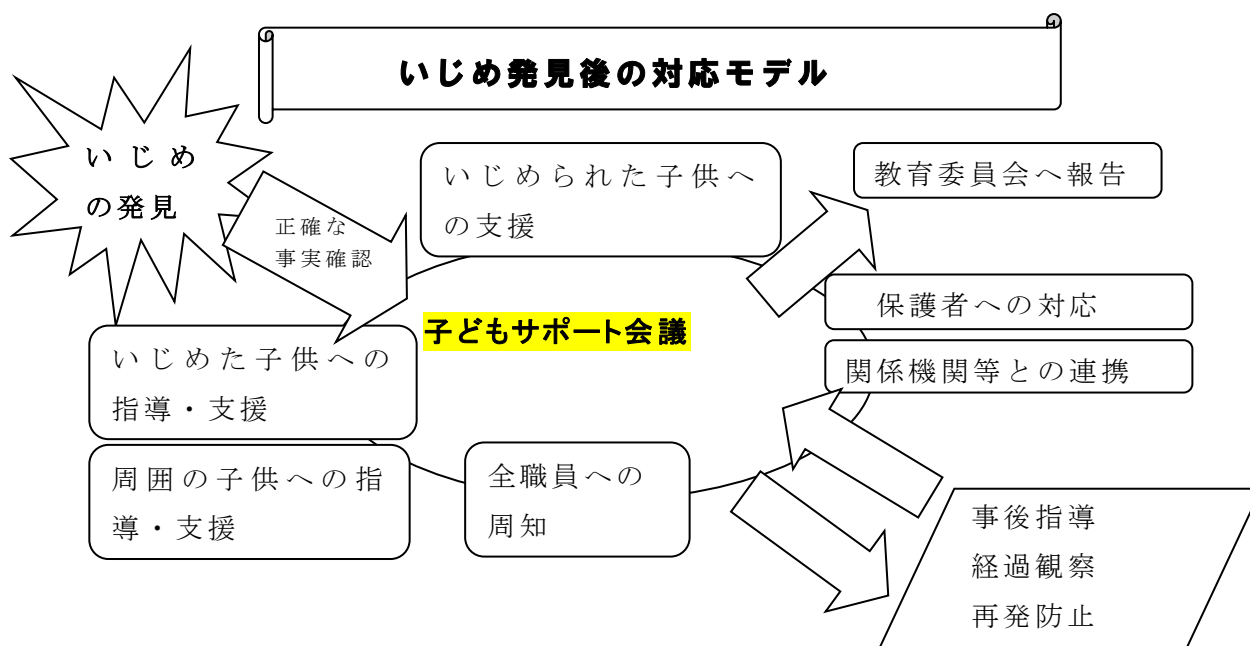 いじめ発見後の対応モデル
いじめ
の発見
正確な
事実確認
いじめられた子供へ
の支援
教育委員会へ報告
保護者への対応
関係機関等との連携
子どもサポート会議
いじめた子供への
指導・支援
周囲の子供への指
導・支援
全職員への
周知
事後指導
経過観察
再発防止